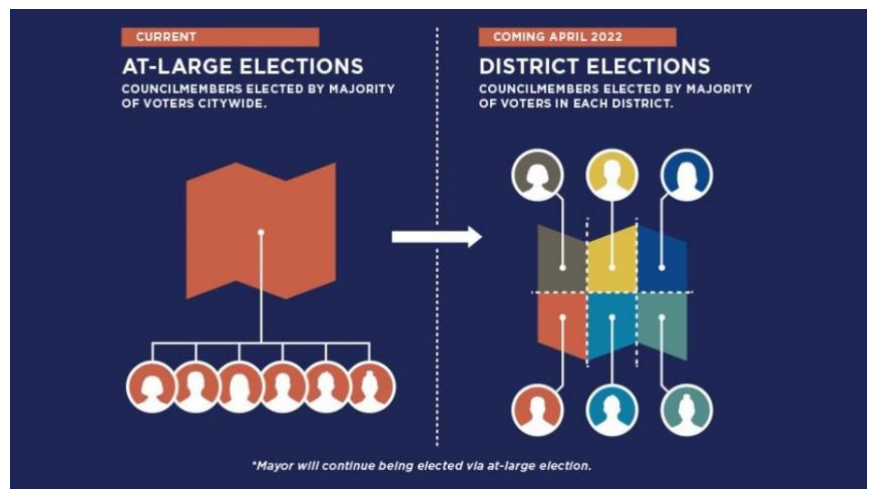 CURRENT
AT-LARGE ELECTIONS
COUNCILMEMBERS ELECTED BY MAJORITY
OF VOTERS CITYWIDE.
COMING APRIL 2022
DISTRICT ELECTIONS
COUNCILMEMBERS ELECTED BY MAJORITY
OF VOTERS IN EACH DISTRICT.
*Mayor will continue being elected via at-large election.